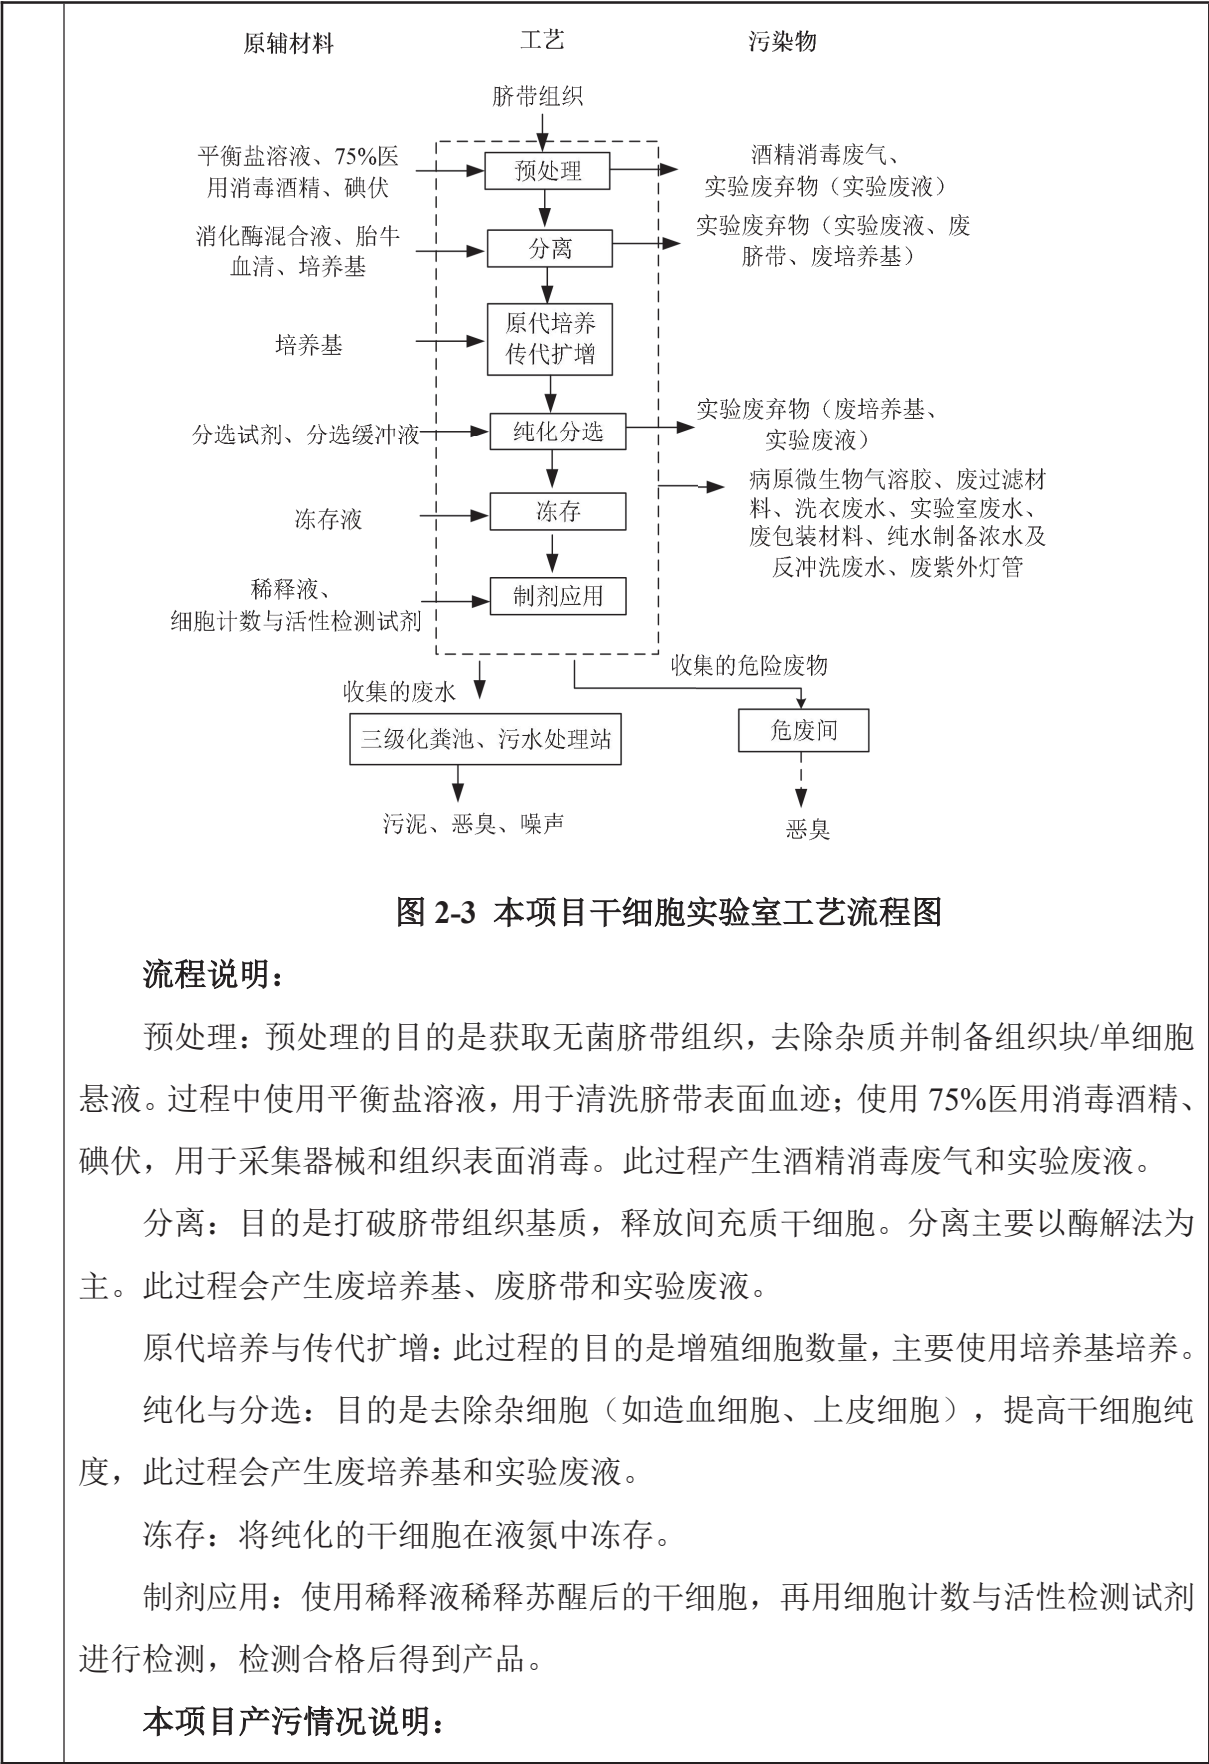 原辅材料
工艺
污染物
脐带组织
平衡盐溶液、75%医
用消毒酒精、碘伏
预处理
酒精消毒废气、
实验废弃物（实验废液）
消化酶混合液、胎牛
血清、培养基
分离
实验废弃物（实验废液、废
脐带、废培养基）
培养基
原代培养
传代扩增
分选试剂、分选缓冲液
纯化分选
实验废弃物（废培养基、
实验废液）
病原微生物气溶胶、废过滤材
料、洗衣废水、实验室废水、
废包装材料、纯水制备浓水及
反冲洗废水、废紫外灯管
冻存液
冻存
稀释液、
细胞计数与活性检测试剂
制剂应用
收集的废水
收集的危险废物
三级化粪池、污水处理站
危废间
污泥、恶臭、噪声
恶臭
图 2-3 本项目干细胞实验室工艺流程图
流程说明：
预处理：预处理的目的是获取无菌脐带组织，去除杂质并制备组织块/单细胞
悬液。过程中使用平衡盐溶液，用于清洗脐带表面血迹；使用 75%医用消毒酒精、
碘伏，用于采集器械和组织表面消毒。此过程产生酒精消毒废气和实验废液。
分离：目的是打破脐带组织基质，释放间充质干细胞。分离主要以酶解法为
主。此过程会产生废培养基、废脐带和实验废液。
原代培养与传代扩增：此过程的目的是增殖细胞数量，主要使用培养基培养。
纯化与分选：目的是去除杂细胞（如造血细胞、上皮细胞），提高干细胞纯
度，此过程会产生废培养基和实验废液。
冻存：将纯化的干细胞在液氮中冻存。
制剂应用：使用稀释液稀释苏醒后的干细胞，再用细胞计数与活性检测试剂
进行检测，检测合格后得到产品。
本项目产污情况说明：